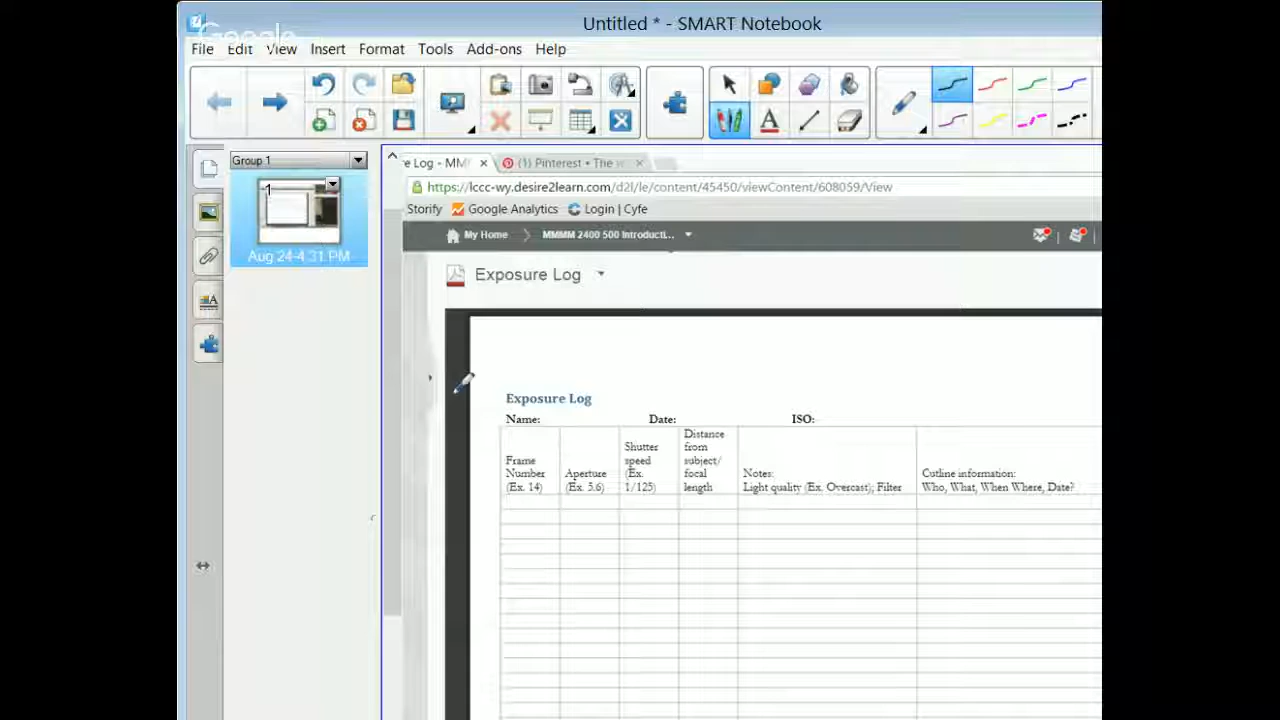 Untitled * - SMART Notebook
Google
File Edit View Insert Format Tools Add-ons Help
Group 1
1
Aug 24-4:31 PM
re Log - MM
(1) Pinterest • The w
https://lccc-wy.desire2learn.com/d2l/le/content/45450/viewContent/608059/View
Storify Google Analytics Login | Cyfe
My Home MMMM 2400 500 Introducti...
Exposure Log
Exposure Log
Name: Date: ISO:
Frame Number (Ex. 14)
Aperture (Ex. 5.6)
Shutter speed (Ex. 1/125)
Distance from subject/ focal length
Notes:
Light quality (Ex. Overcast); Filter
Cutline information:
Who, What, When Where, Date?